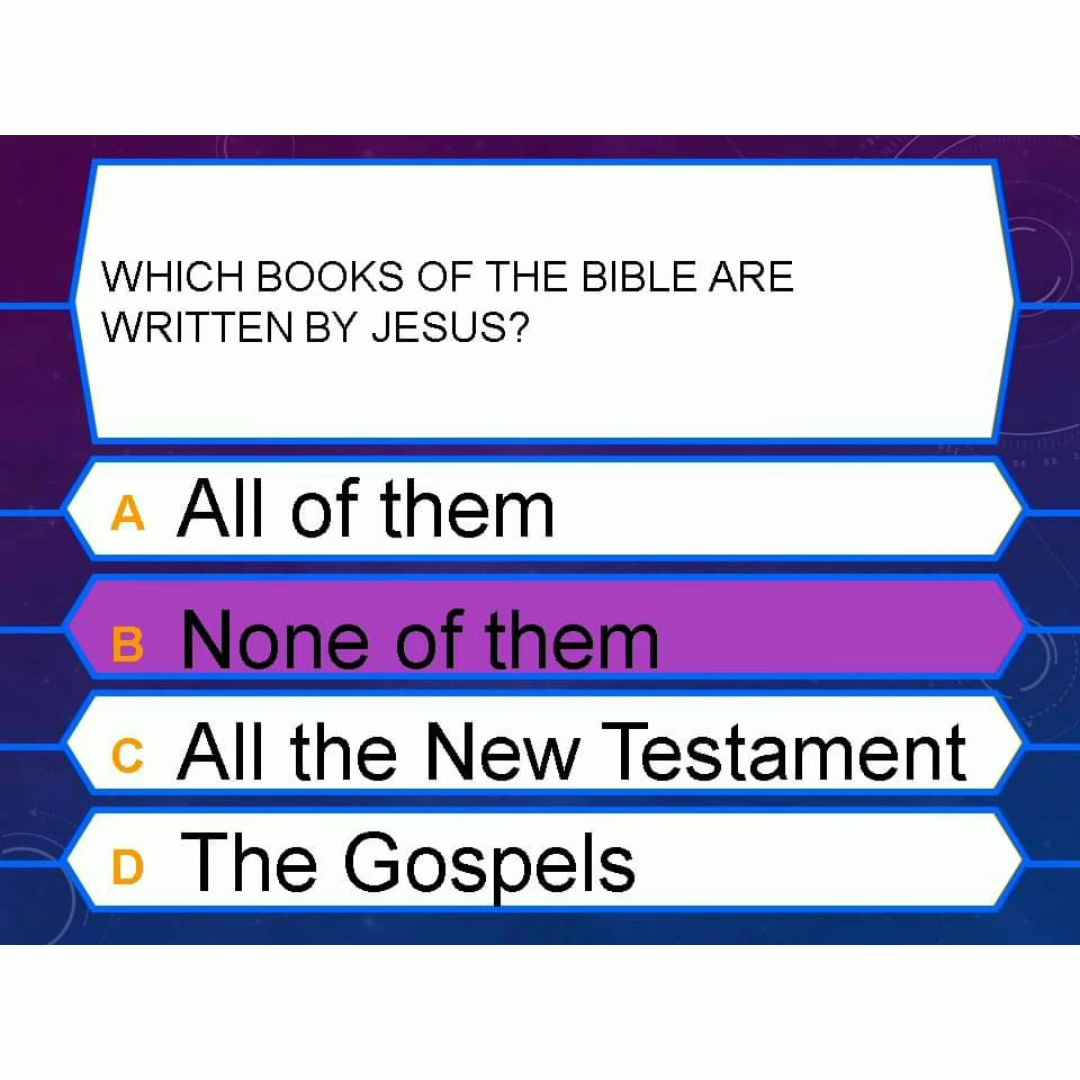 WHICH BOOKS OF THE BIBLE ARE
WRITTEN BY JESUS?
A All of them
B None of them
C All the New Testament
D The Gospels